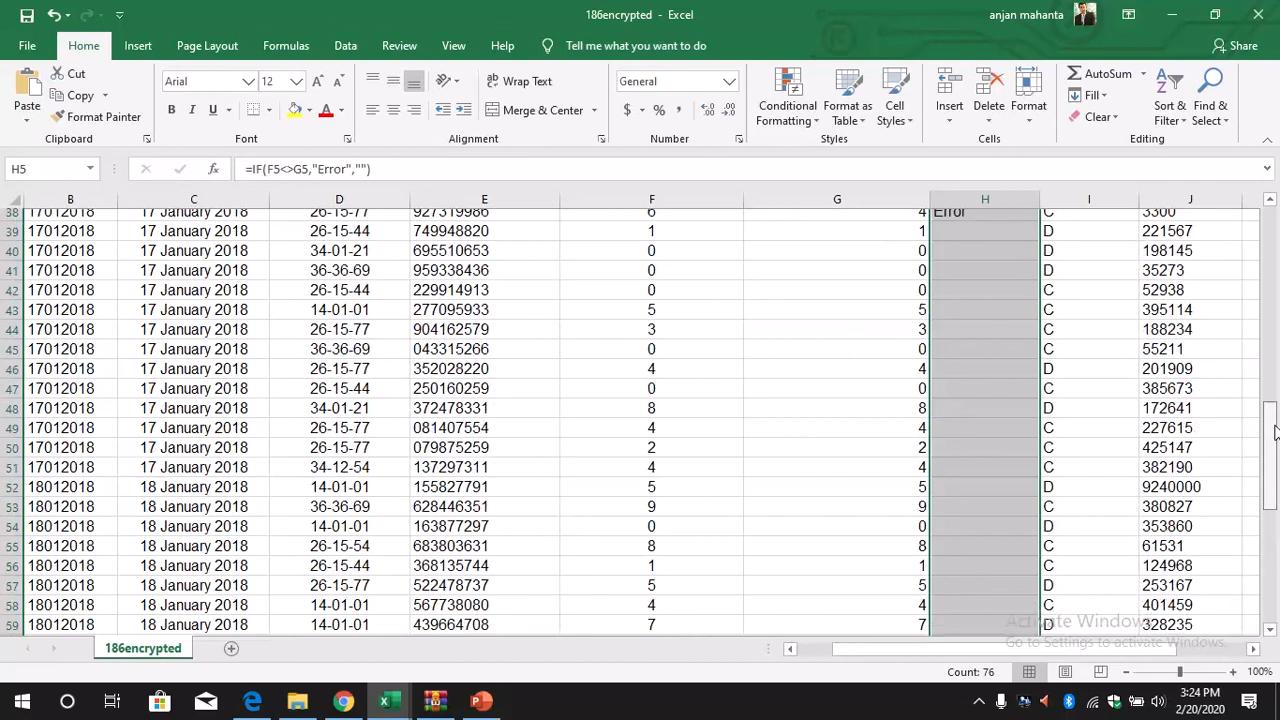 186encrypted - Excel
anjan mahanta
File Home Insert Page Layout Formulas Data Review View Help Tell me what you want to do Share
Paste Cut Copy Format Painter Clipboard
Arial 12 B I U A Font
Wrap Text Merge & Center Alignment
General $ % , Number
Conditional Formatting Format as Table Cell Styles Styles
Insert Delete Format Cells
AutoSum Fill Clear Sort & Filter Find & Select Editing
H5 fx =IF(F5<>G5,"Error","")
B C D E F G H I J
38 17012018 17 January 2018 26-15-77 927319986 6 4 Error C 3300
39 17012018 17 January 2018 26-15-44 749948820 1 1 D 221567
40 17012018 17 January 2018 34-01-21 695510653 0 0 D 198145
41 17012018 17 January 2018 36-36-69 959338436 0 0 D 35273
42 17012018 17 January 2018 26-15-44 229914913 0 0 C 52938
43 17012018 17 January 2018 14-01-01 277095933 5 5 C 395114
44 17012018 17 January 2018 26-15-77 904162579 3 3 C 188234
45 17012018 17 January 2018 36-36-69 043315266 0 0 C 55211
46 17012018 17 January 2018 26-15-77 352028220 4 4 D 201909
47 17012018 17 January 2018 26-15-44 250160259 0 0 C 385673
48 17012018 17 January 2018 34-01-21 372478331 8 8 D 172641
49 17012018 17 January 2018 26-15-77 081407554 4 4 C 227615
50 17012018 17 January 2018 26-15-77 079875259 2 2 C 425147
51 17012018 17 January 2018 34-12-54 137297311 4 4 C 382190
52 18012018 18 January 2018 14-01-01 155827791 5 5 D 9240000
53 18012018 18 January 2018 36-36-69 628446351 9 9 C 380827
54 18012018 18 January 2018 14-01-01 163877297 0 0 D 353860
55 18012018 18 January 2018 26-15-54 683803631 8 8 C 61531
56 18012018 18 January 2018 26-15-44 368135744 1 1 C 124968
57 18012018 18 January 2018 26-15-77 522478737 5 5 D 253167
58 18012018 18 January 2018 14-01-01 567738080 4 4 C 401459
59 18012018 18 January 2018 14-01-01 439664708 7 7 D 328235
Activate Windows
Go to Settings to activate Windows.
186encrypted
Count: 76 100%
3:24 PM
2/20/2020